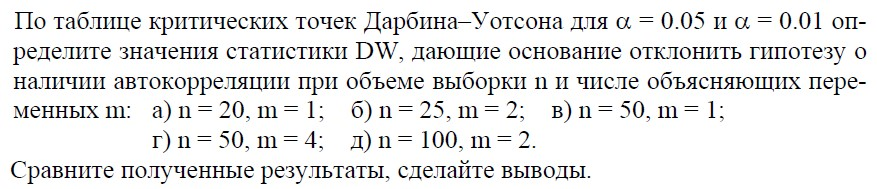 По таблице критических точек Дарбина–Уотсона для α = 0.05 и α = 0.01 оп-
ределите значения статистики DW, дающие основание отклонить гипотезу о
наличии автокорреляции при объеме выборки n и числе объясняющих пере-
менных m: а) n = 20, m = 1; б) n = 25, m = 2; в) n = 50, m = 1;
г) n = 50, m = 4; д) n = 100, m = 2.
Сравните полученные результаты, сделайте выводы.